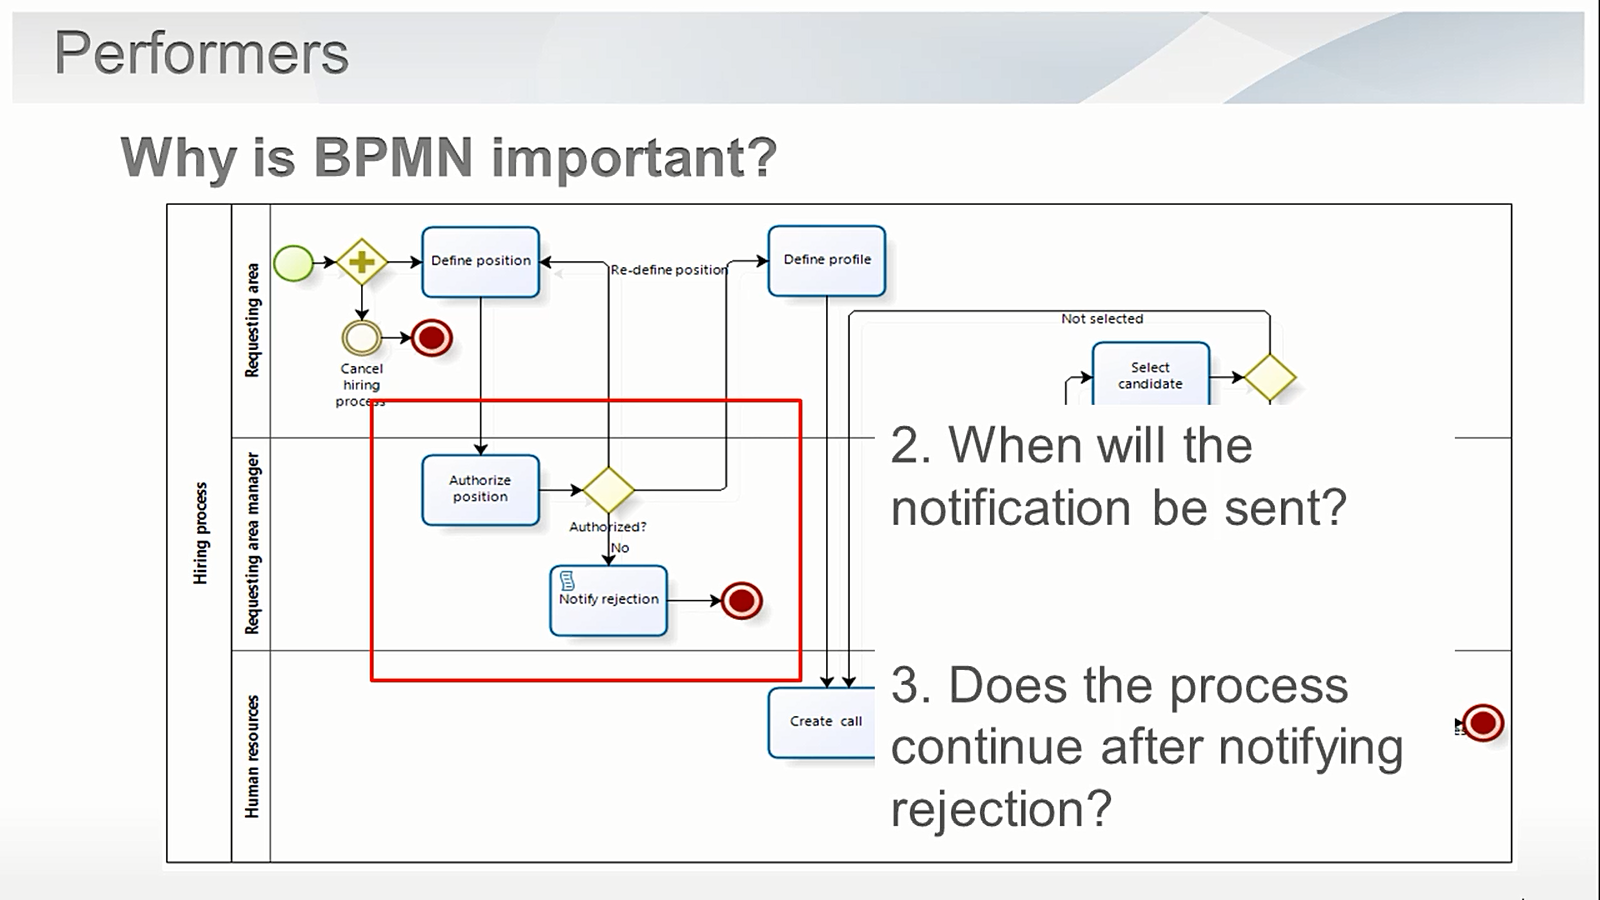 Performers
Why is BPMN important?
Hiring process
Requesting area
Requesting area manager
Human resources
Define position
Re-define position
Define profile
Cancel
hiring
process
Not selected
Select
candidate
Authorize
position
Authorized?
No
Notify rejection
Create call
2. When will the
notification be sent?
3. Does the process
continue after notifying
rejection?